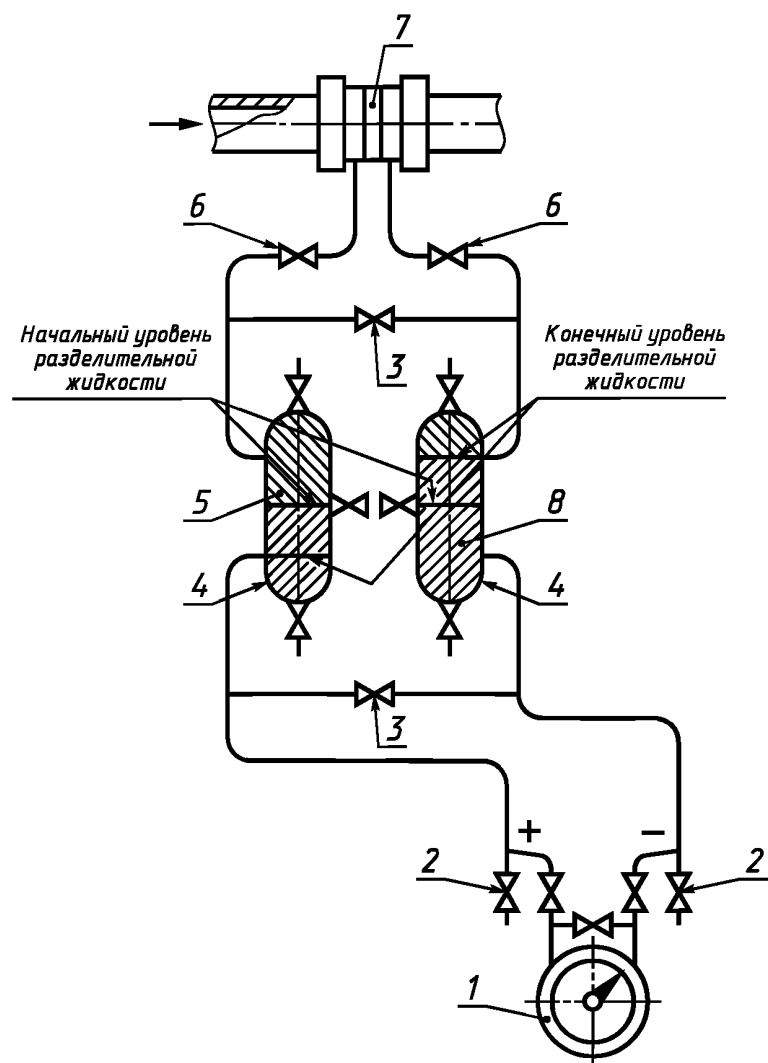 7
6
6
Начальный уровень
разделительной
жидкости
3
Конечный уровень
разделительной
жидкости
5
8
4
4
3
+
−
2
2
1